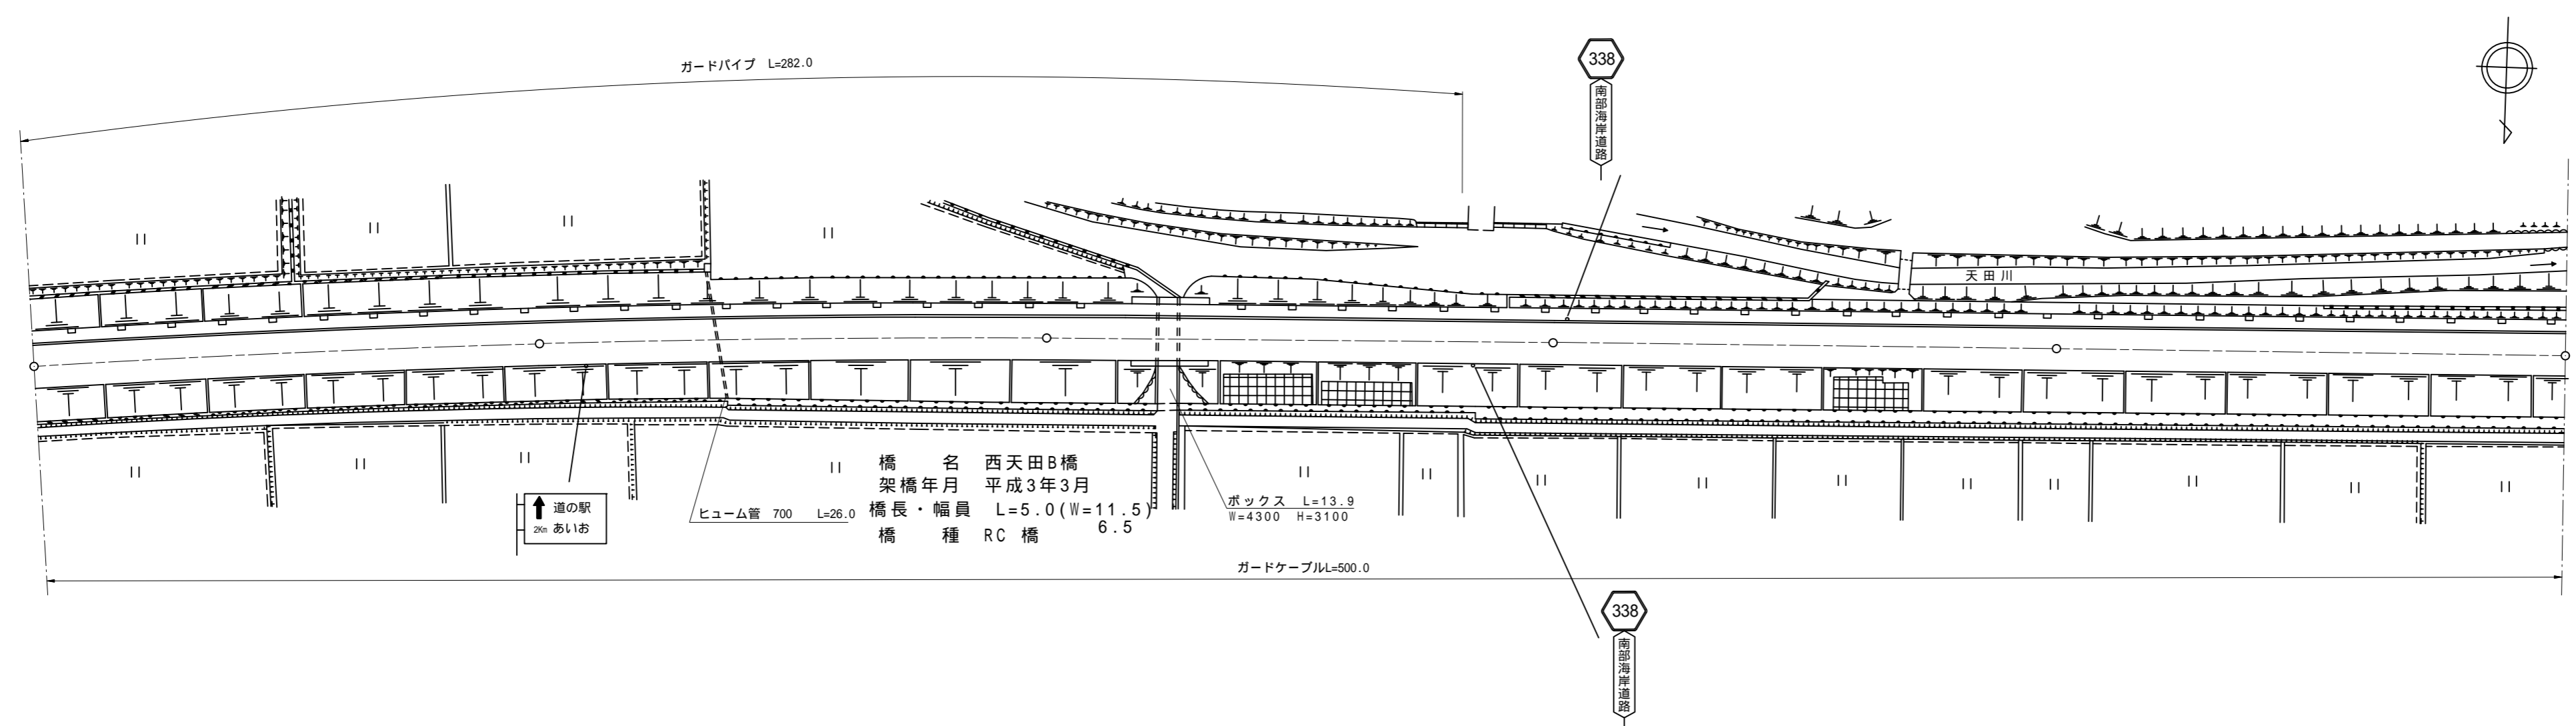 ガードパイプ L=282.0
338
南部海岸道路
天田川
道の駅
2Km あいお
ヒューム管 700 L=26.0
橋 名 西天田B橋
架橋年月 平成3年3月
橋長・幅員 L=5.0(W=11.5)
6.5
橋 種 RC 橋
ボックス L=13.9
W=4300 H=3100
ガードケーブルL=500.0
338
南部海岸道路